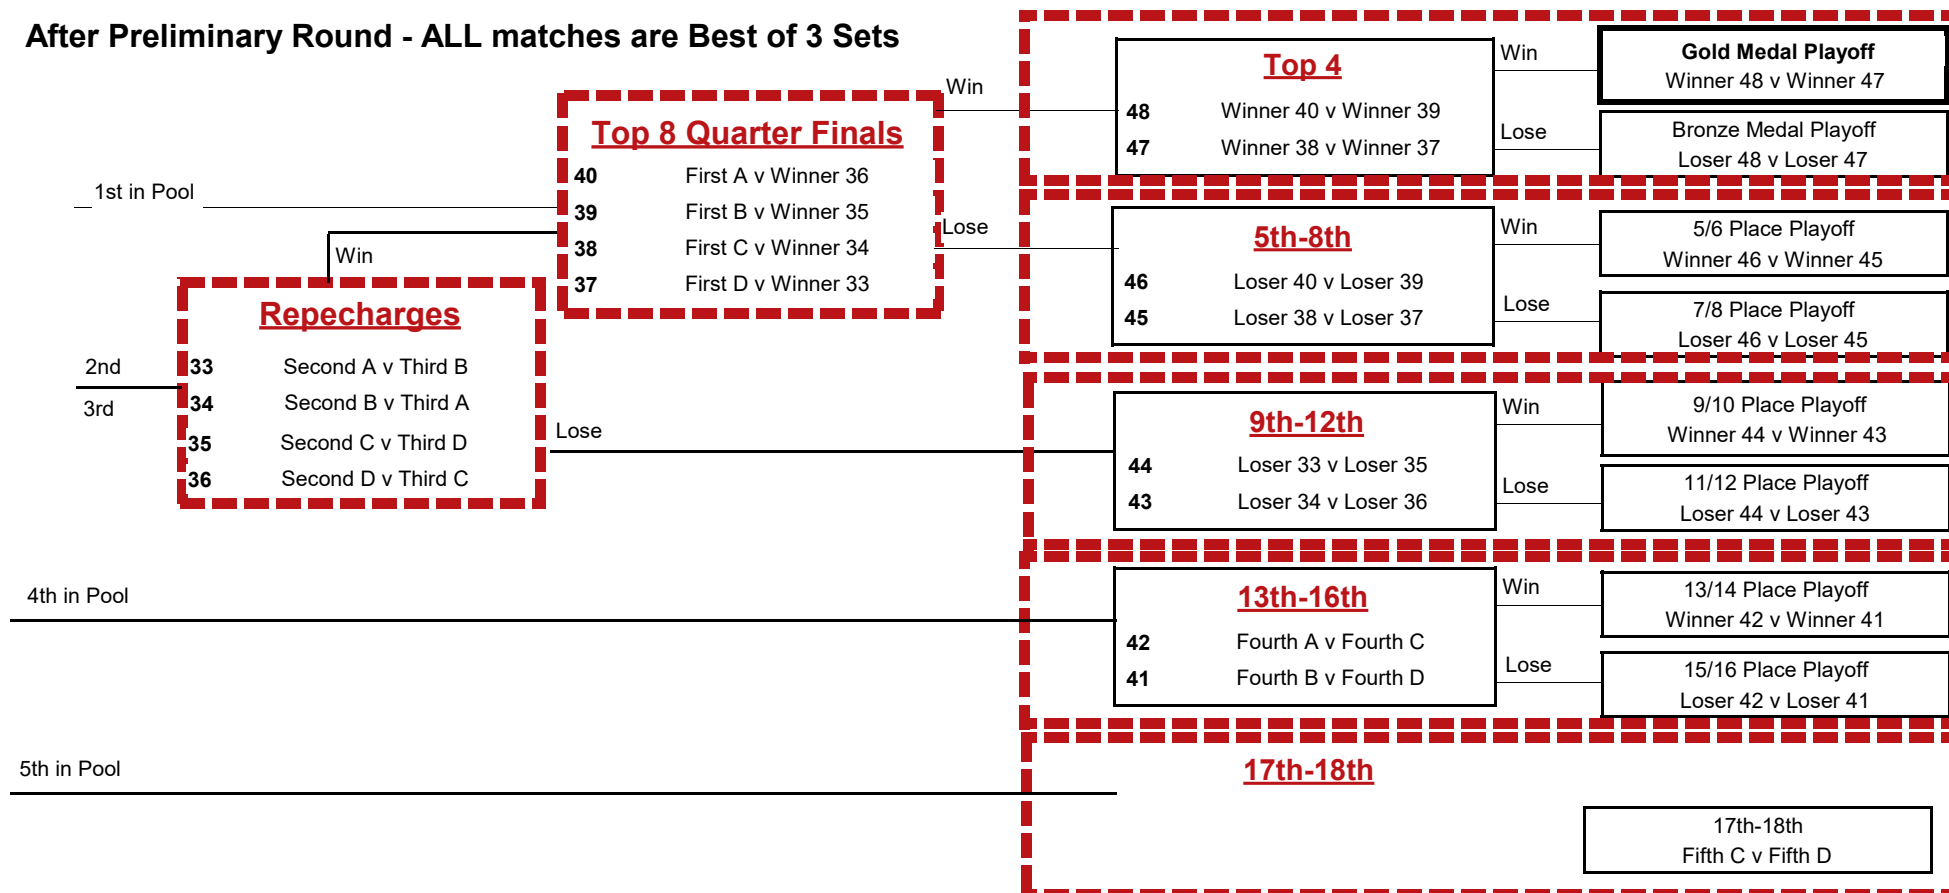 After Preliminary Round - ALL matches are Best of 3 Sets
1st in Pool
Win
2nd
3rd
Repecharges
33 Second A v Third B
34 Second B v Third A
35 Second C v Third D
36 Second D v Third C
Lose
Top 8 Quarter Finals
40 First A v Winner 36
39 First B v Winner 35
38 First C v Winner 34
37 First D v Winner 33
Win
Lose
Top 4
48 Winner 40 v Winner 39
47 Winner 38 v Winner 37
Win
Gold Medal Playoff
Winner 48 v Winner 47
Lose
Bronze Medal Playoff
Loser 48 v Loser 47
5th-8th
46 Loser 40 v Loser 39
45 Loser 38 v Loser 37
Win
5/6 Place Playoff
Winner 46 v Winner 45
Lose
7/8 Place Playoff
Loser 46 v Loser 45
9th-12th
44 Loser 33 v Loser 35
43 Loser 34 v Loser 36
Win
9/10 Place Playoff
Winner 44 v Winner 43
Lose
11/12 Place Playoff
Loser 44 v Loser 43
4th in Pool
13th-16th
42 Fourth A v Fourth C
41 Fourth B v Fourth D
Win
13/14 Place Playoff
Winner 42 v Winner 41
Lose
15/16 Place Playoff
Loser 42 v Loser 41
5th in Pool
17th-18th
17th-18th
Fifth C v Fifth D